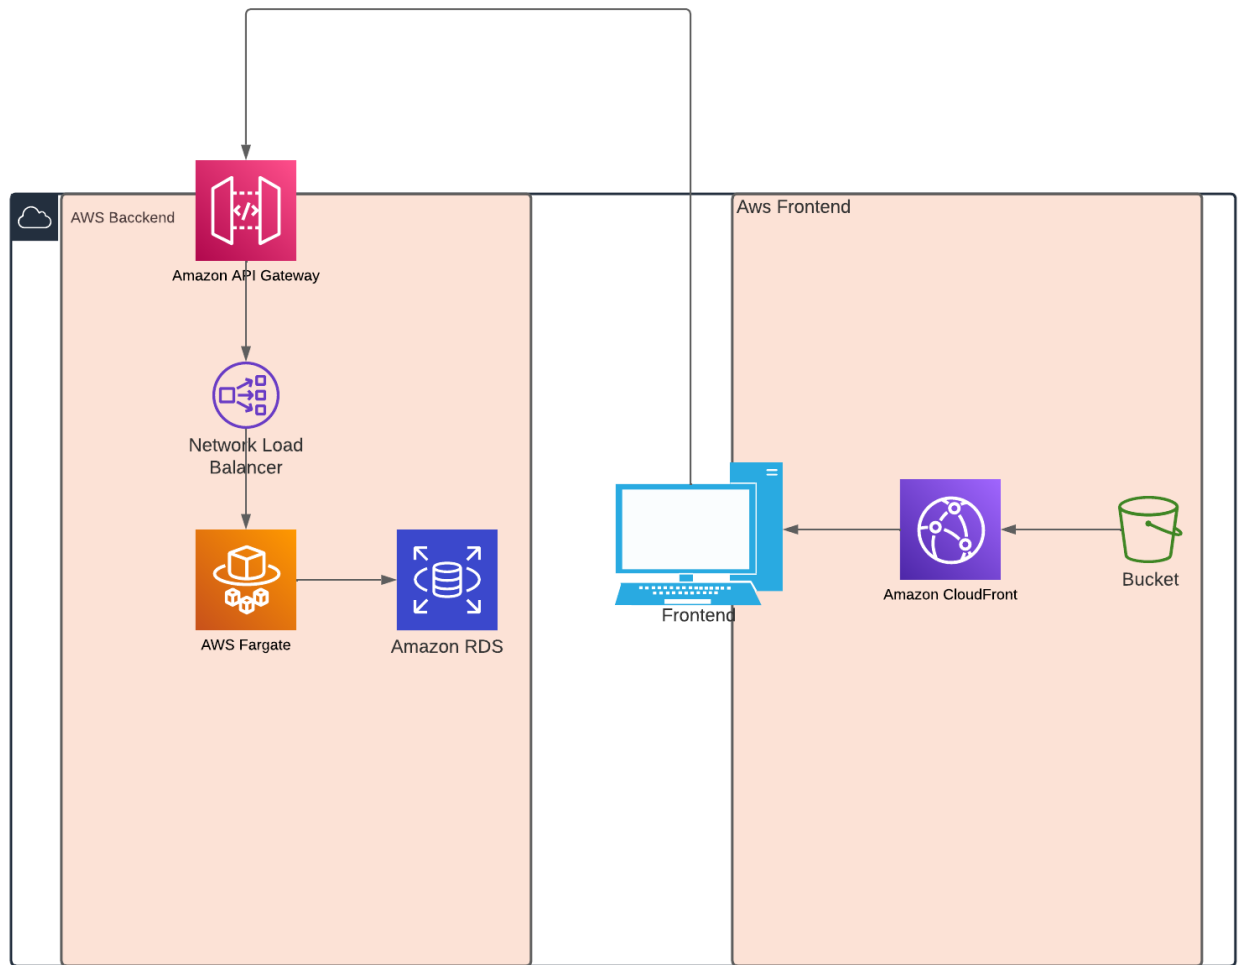 AWS Bacckend
Aws Frontend
Amazon API Gateway
Network Load
Balancer
AWS Fargate
Amazon RDS
Frontend
Amazon CloudFront
Bucket